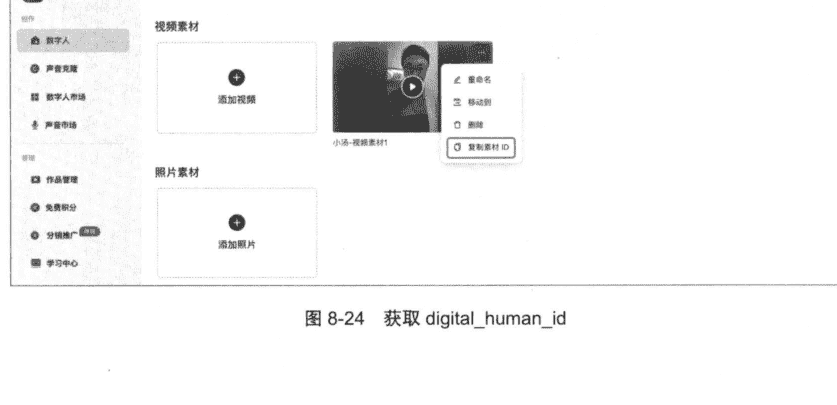 创作
数字人
声音克隆
数字人市场
声音市场
管理
作品管理
免费积分
分销推广
学习中心
视频素材
添加视频
小汤-视频素材1
重命名
移动到
删除
复制素材 ID
照片素材
添加照片
图 8-24 获取 digital_human_id